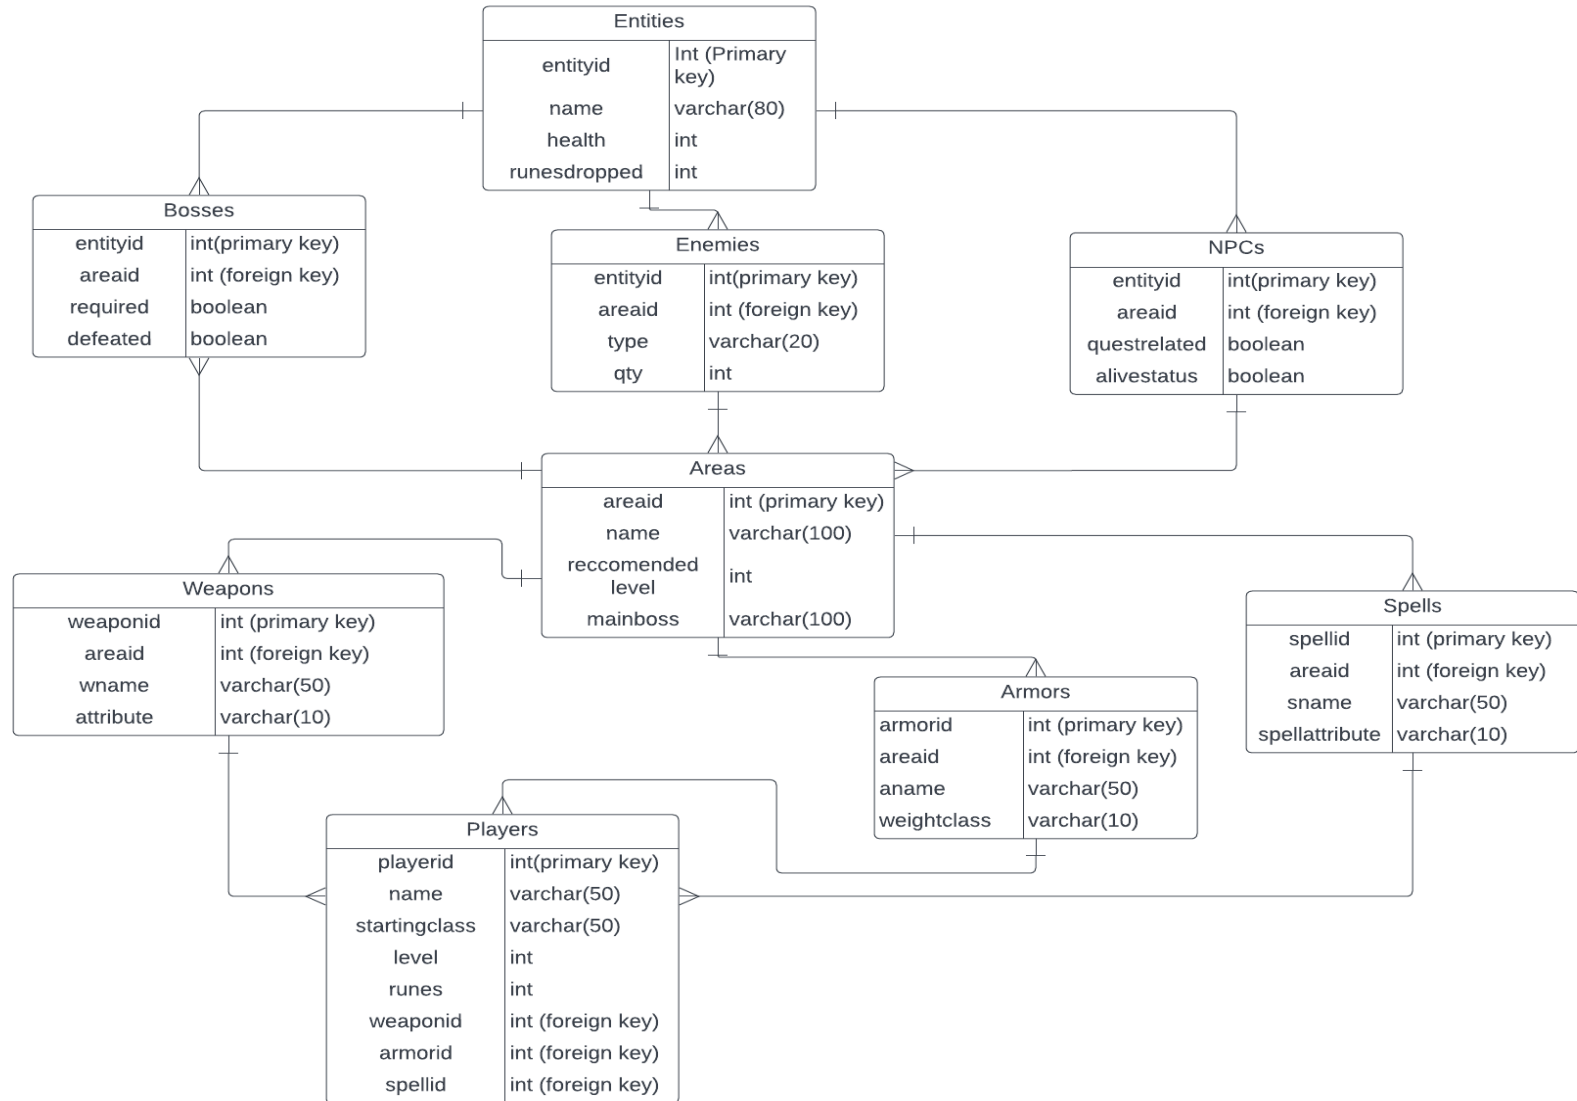 Entities
entityid Int (Primary
key)
name varchar(80)
health int
runesdropped int
Bosses
entityid int(primary key)
areaid int (foreign key)
required boolean
defeated boolean
Enemies
entityid int(primary key)
areaid int (foreign key)
type varchar(20)
qty int
NPCs
entityid int(primary key)
areaid int (foreign key)
questrelated boolean
alivestatus boolean
Areas
areaid int (primary key)
name varchar(100)
reccomended
level int
mainboss varchar(100)
Weapons
weaponid int (primary key)
areaid int (foreign key)
wname varchar(50)
attribute varchar(10)
Spells
spellid int (primary key)
areaid int (foreign key)
sname varchar(50)
spellattribute varchar(10)
Armors
armorid int (primary key)
areaid int (foreign key)
aname varchar(50)
weightclass varchar(10)
Players
playerid int(primary key)
name varchar(50)
startingclass varchar(50)
level int
runes int
weaponid int (foreign key)
armorid int (foreign key)
spellid int (foreign key)